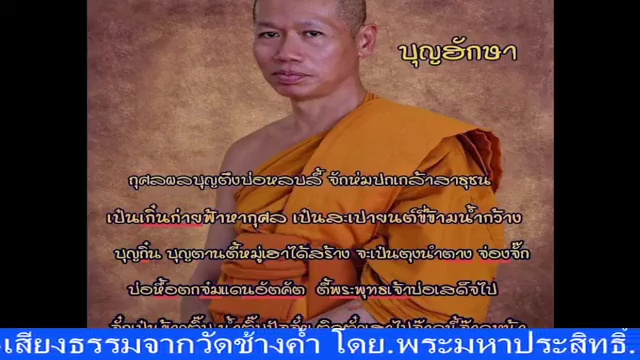 บุญฮักษา
กุศลผลบุญตึงบ่อหลบลี้ จักห่มปกเกล้าสาธุชน
เป๋นเกิ๋นก่ายฟ้าหากุศล เป๋นสะเปายนต์ขี่ข้ามน้ำกว้าง
บุญกิ๋น บุญตานตี้หมู่เฮาได้สร้าง จะเป๋นตุงนำตาง จ่องจั๊ก
บ่อหื้อตกจ๋มแดนอัตคัต ตี้พระพุทธเจ้าบ่อเสด็จไป
เสียงธรรมจากวัดช้างค้ำ โดย.พระมหาประสิทธิ์